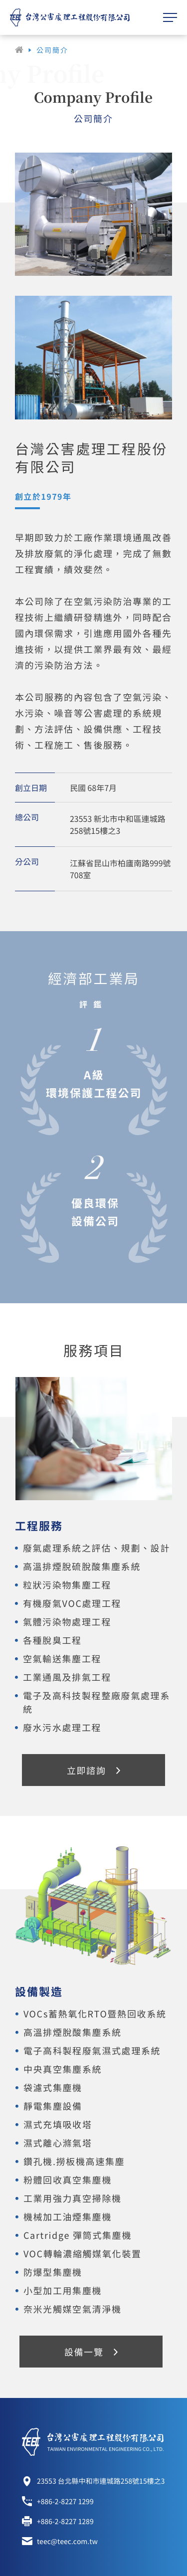 TEEC 台灣公害處理工程股份有限公司
公司簡介
ny Profile
Company Profile
公司簡介
台灣公害處理工程股份
有限公司
創立於1979年
早期即致力於工廠作業環境通風改善
及排放廢氣的淨化處理，完成了無數
工程實績，績效斐然。
本公司除了在空氣污染防治專業的工
程技術上繼續研發精進外，同時配合
國內環保需求，引進應用國外各種先
進技術，以提供工業界最有效、最經
濟的污染防治方法。
本公司服務的內容包含了空氣污染、
水污染、噪音等公害處理的系統規
劃、方法評估、設備供應、工程技
術、工程施工、售後服務。
創立日期 民國 68年7月
總公司 23553 新北市中和區連城路
258號15樓之3
分公司 江蘇省昆山市柏廬南路999號
708室
經濟部工業局
評 鑑
1
A級
環境保護工程公司
2
優良環保
設備公司
服務項目
工程服務
廢氣處理系統之評估、規劃、設計
高溫排煙脫硫脫酸集塵系統
粒狀污染物集塵工程
有機廢氣VOC處理工程
氣體污染物處理工程
各種脫臭工程
空氣輸送集塵工程
工業通風及排氣工程
電子及高科技製程整廠廢氣處理系
統
廢水污水處理工程
立即諮詢
設備製造
VOCs蓄熱氧化RTO暨熱回收系統
高溫排煙脫酸集塵系統
電子高科製程廢氣濕式處理系統
中央真空集塵系統
袋濾式集塵機
靜電集塵設備
濕式充填吸收塔
濕式離心滌氣塔
鑽孔機.撈板機高速集塵
粉體回收真空集塵機
工業用強力真空掃除機
機械加工油煙集塵機
Cartridge 彈筒式集塵機
VOC轉輪濃縮觸媒氧化裝置
防爆型集塵機
小型加工用集塵機
奈米光觸媒空氣清淨機
設備一覽
TEEC 台灣公害處理工程股份有限公司
TAIWAN ENVIRONMENTAL ENGINEERING CO., LTD.
23553 台北縣中和市連城路258號15樓之3
+886-2-8227 1299
+886-2-8227 1289
teec@teec.com.tw